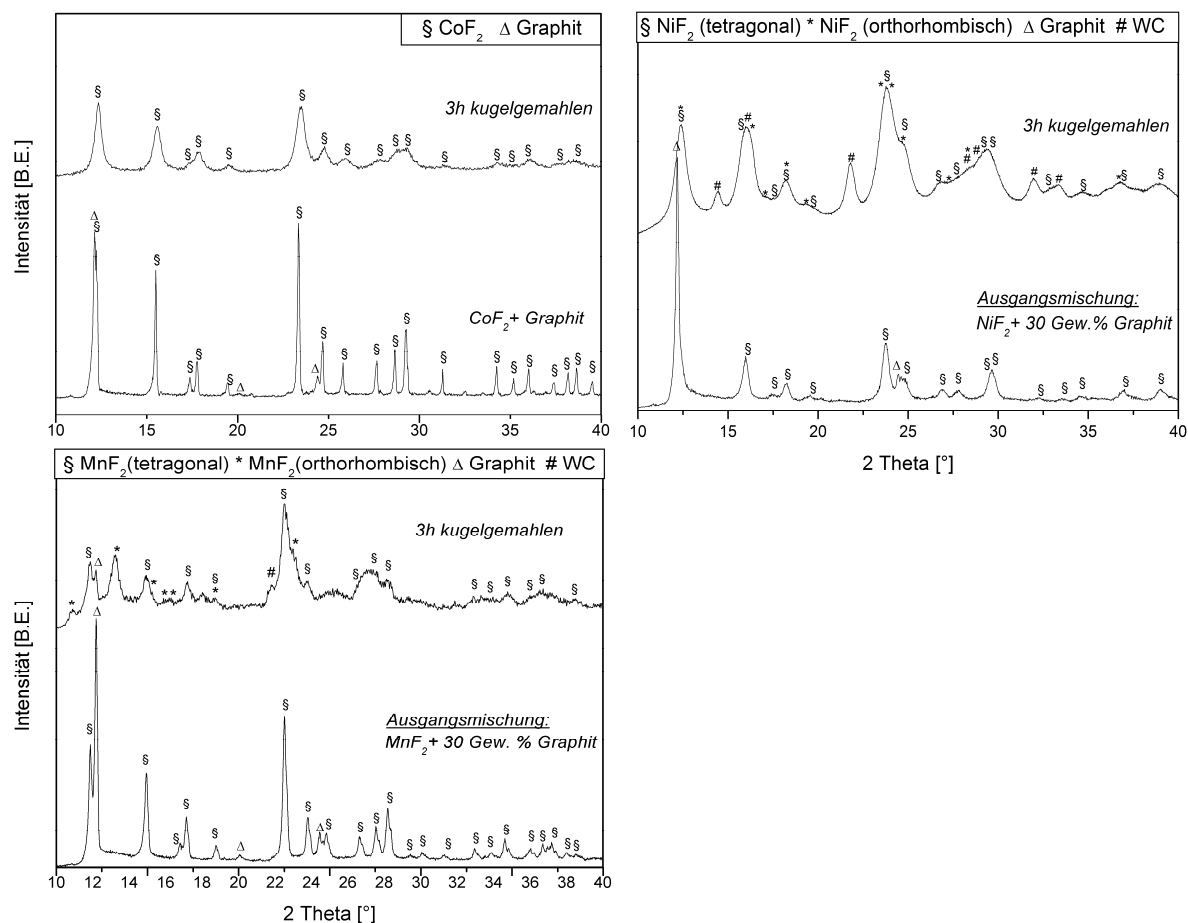 § CoF2 Δ Graphit
3h kugelgemahlen
CoF2+ Graphit
Intensität [B.E.]
10 15 20 25 30 35 40
§ NiF2 (tetragonal) * NiF2 (orthorhombisch) Δ Graphit # WC
3h kugelgemahlen
Ausgangsmischung:
NiF2+ 30 Gew.% Graphit
10 15 20 25 30 35 40
2 Theta [°]
§ MnF2(tetragonal) * MnF2(orthorhombisch) Δ Graphit # WC
3h kugelgemahlen
Ausgangsmischung:
MnF2+ 30 Gew. % Graphit
Intensität [B.E.]
10 12 14 16 18 20 22 25 26 28 30 32 34 36 38 40
2 Theta [°]